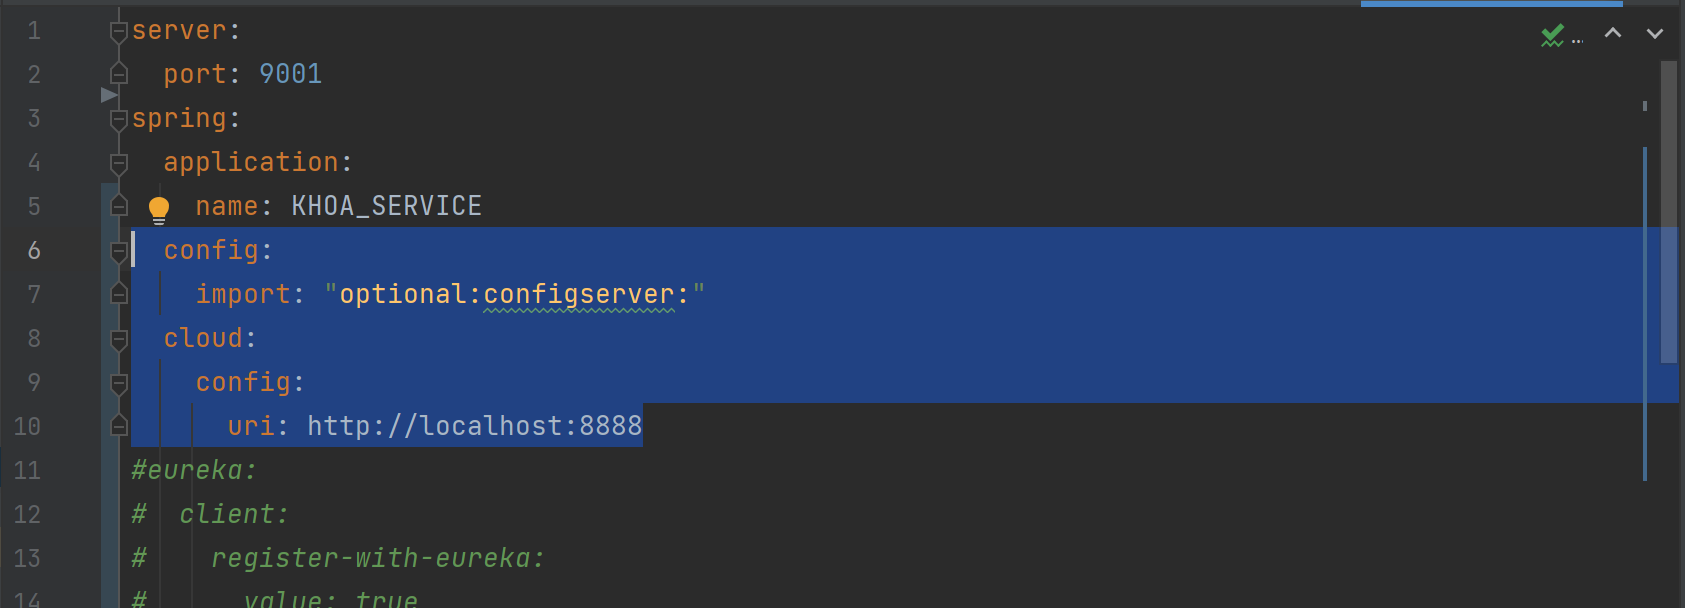 1 server:
2   port: 9001
3 spring:
4   application:
5     name: KHOA_SERVICE
6   config:
7     import: "optional:configserver:"
8   cloud:
9     config:
10       uri: http://localhost:8888
11 #eureka:
12 #  client:
13 #    register-with-eureka:
14 #      value: true